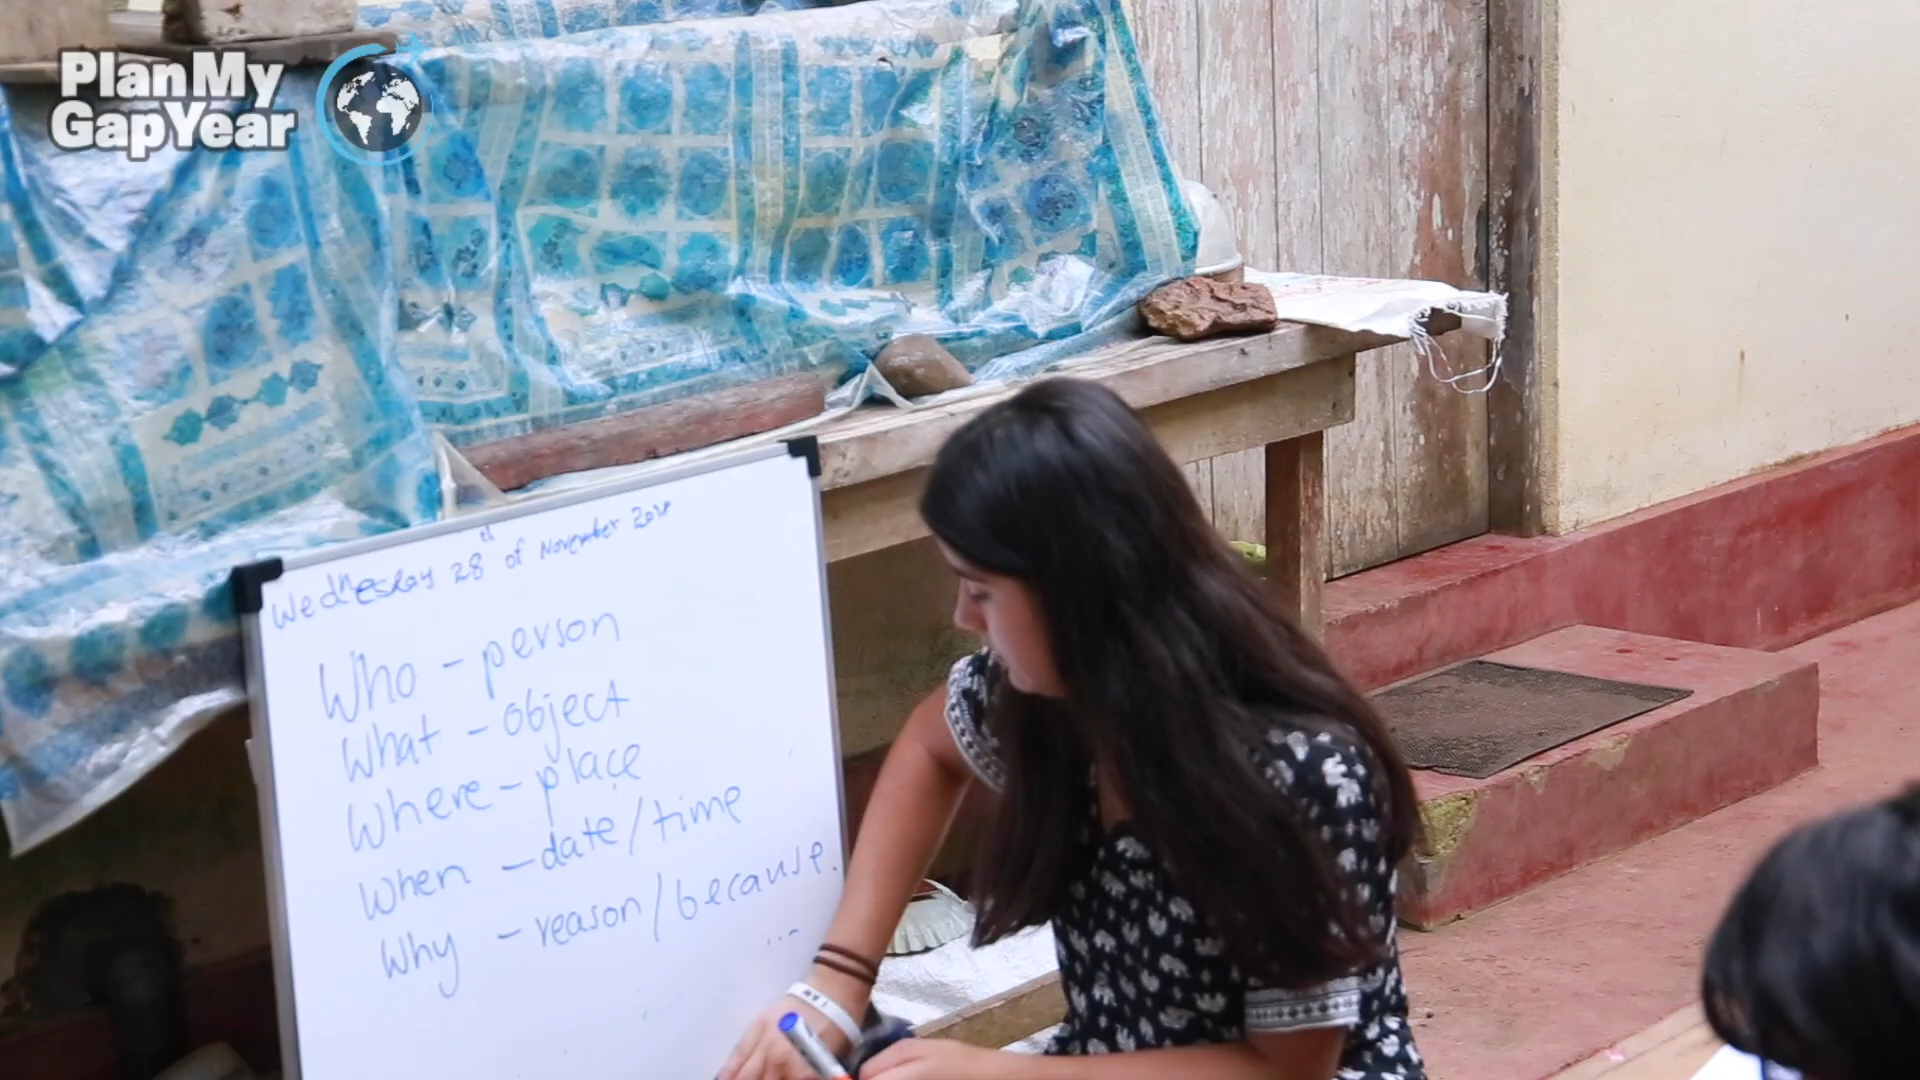 PlanMy
GapYear
Wednesday 28th of November 2018
Who - person
What - object
Where - place
When - date/time
Why - reason/because.
...